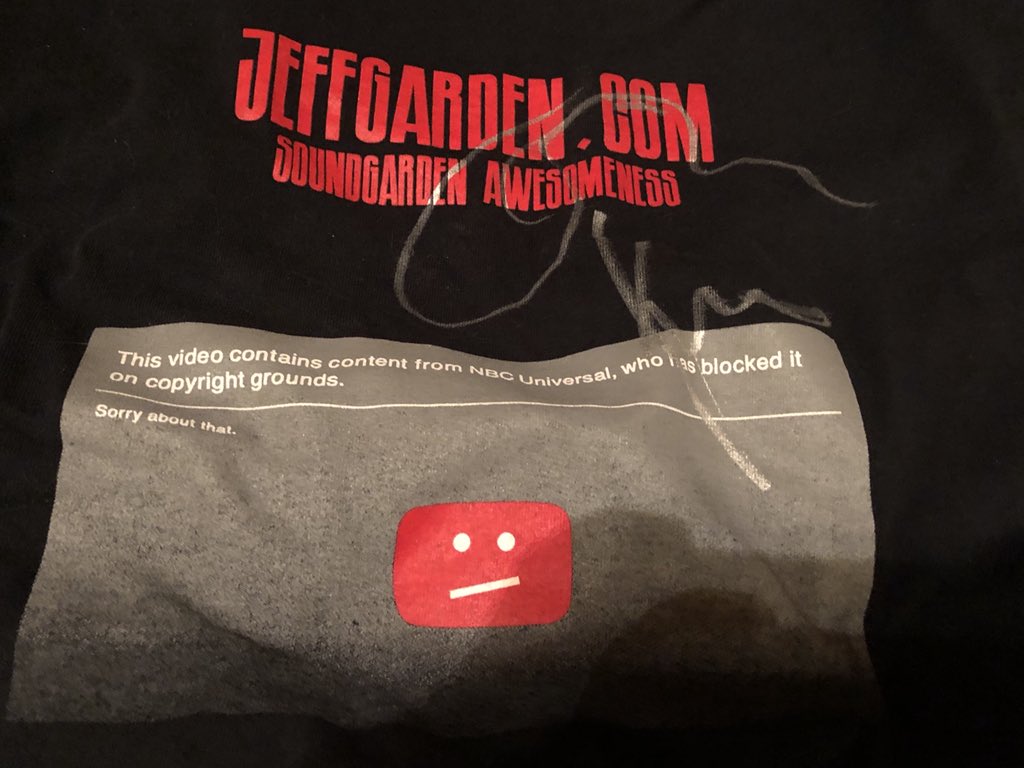 JEFFGARDEN.COM
SOUNDGARDEN AWESOMENESS
This video contains content from NBC Universal, who has blocked it
on copyright grounds.
Sorry about that.